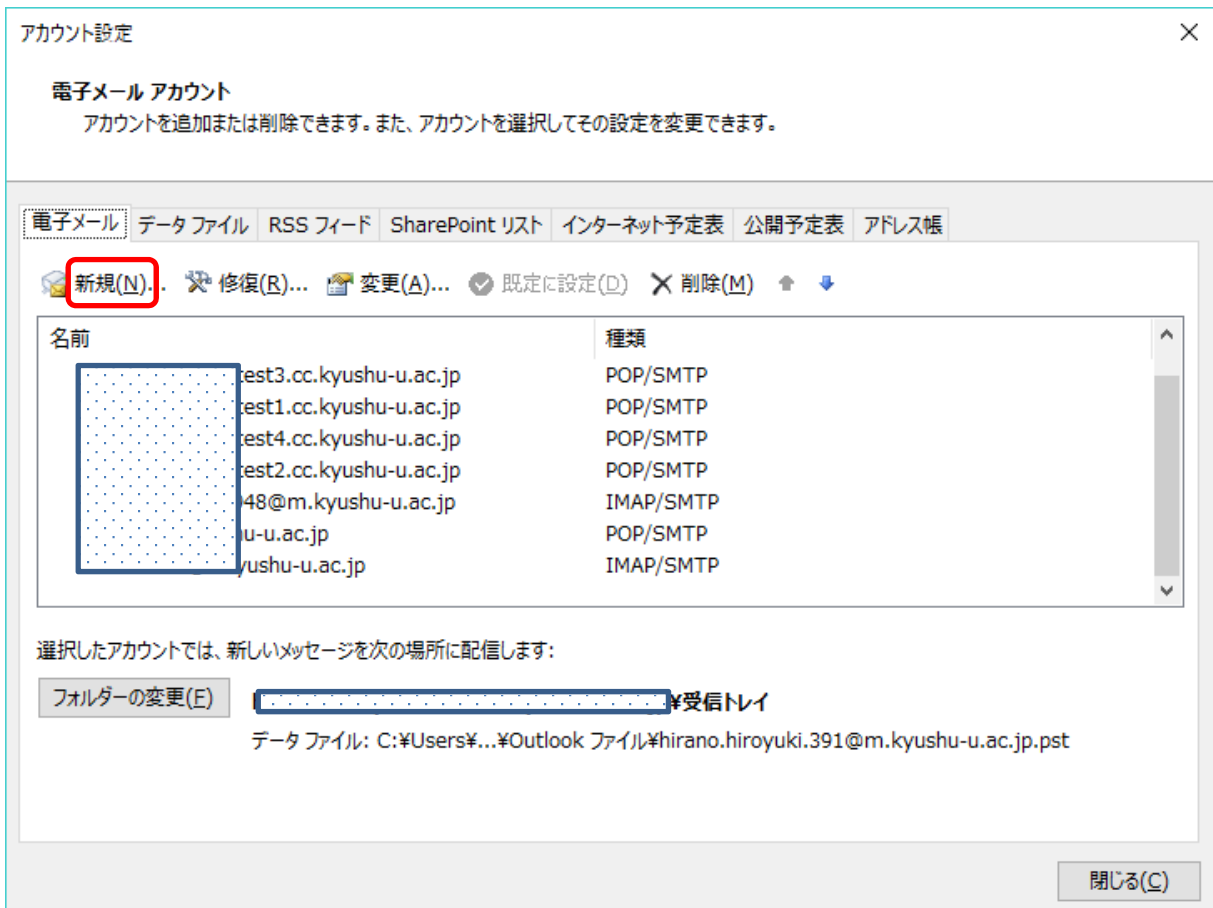 アカウント設定
電子メール アカウント
アカウントを追加または削除できます。また、アカウントを選択してその設定を変更できます。
電子メール データ ファイル RSS フィード SharePoint リスト インターネット予定表 公開予定表 アドレス帳
新規(N)... 修復(R)... 変更(A)... 既定に設定(D) 削除(M)
名前 種類
test3.cc.kyushu-u.ac.jp POP/SMTP
test1.cc.kyushu-u.ac.jp POP/SMTP
test4.cc.kyushu-u.ac.jp POP/SMTP
test2.cc.kyushu-u.ac.jp POP/SMTP
048@m.kyushu-u.ac.jp IMAP/SMTP
u-u.ac.jp POP/SMTP
yushu-u.ac.jp IMAP/SMTP
選択したアカウントでは、新しいメッセージを次の場所に配信します:
フォルダーの変更(F) ¥受信トレイ
データ ファイル: C:¥Users¥...¥Outlook ファイル¥hirano.hiroyuki.391@m.kyushu-u.ac.jp.pst
閉じる(C)